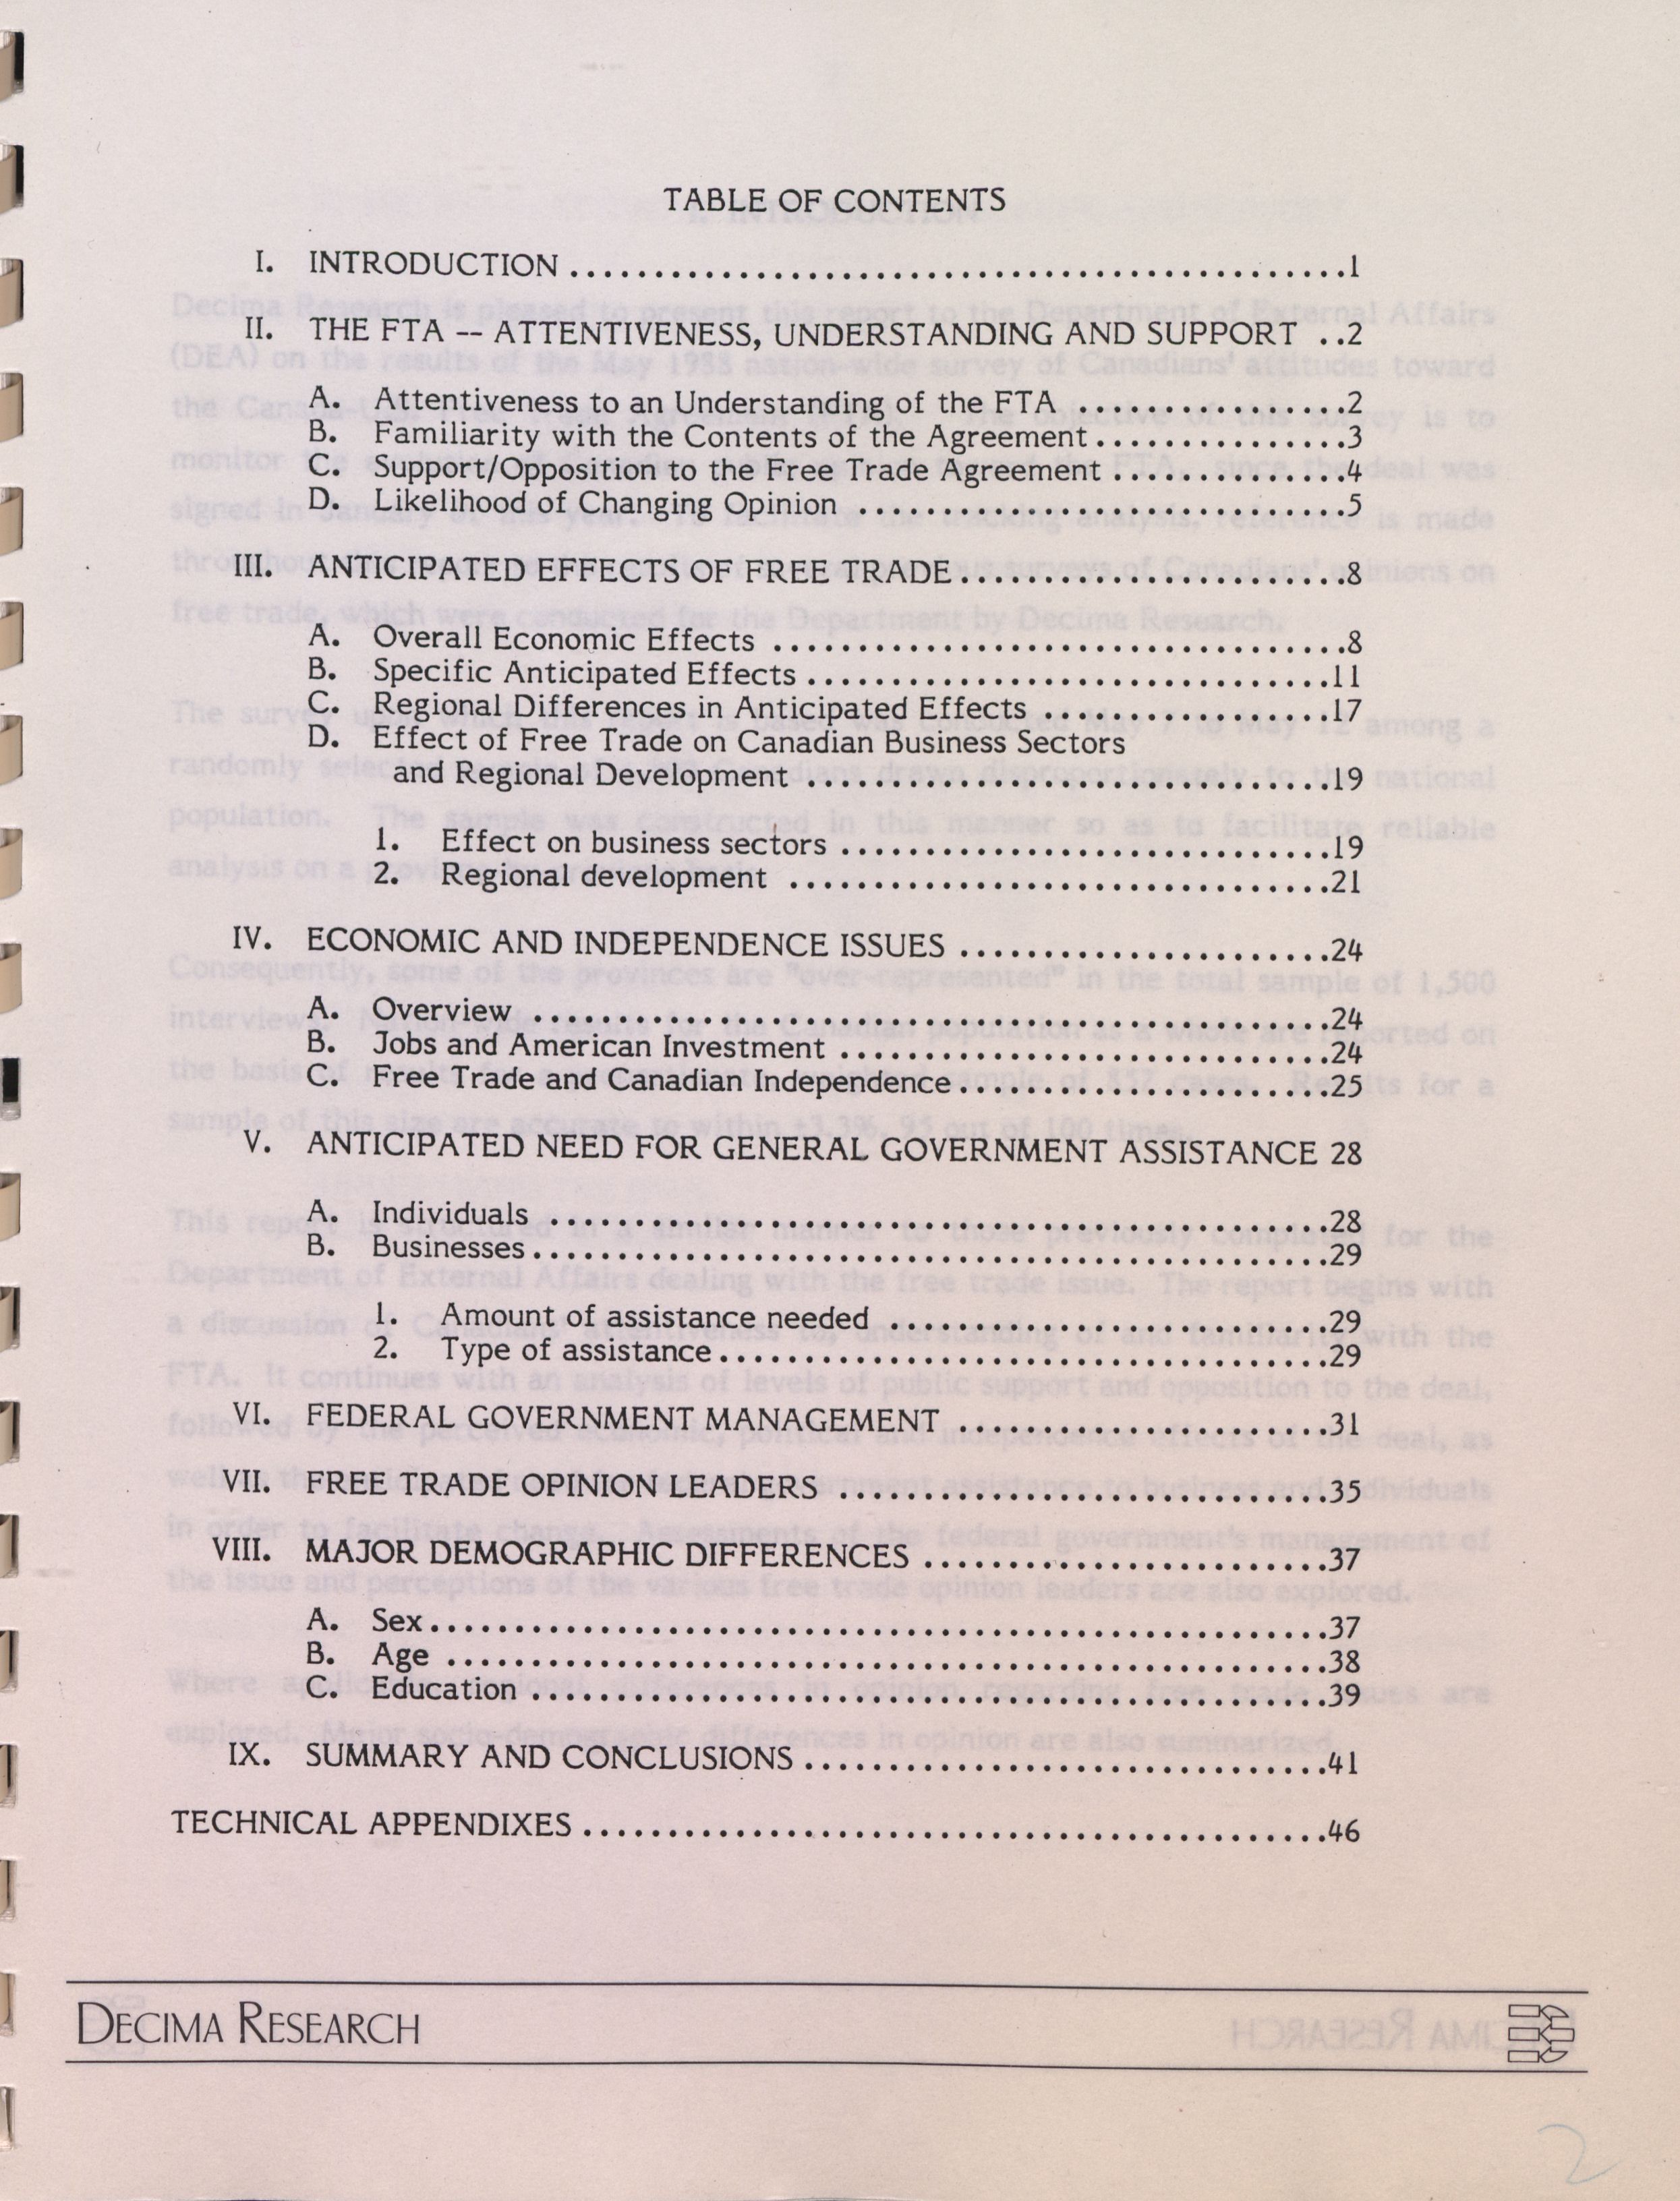 TABLE OF CONTENTS
I. INTRODUCTION ................................................1
II. THE FTA -- ATTENTIVENESS, UNDERSTANDING AND SUPPORT ..2
A. Attentiveness to an Understanding of the FTA ................2
B. Familiarity with the Contents of the Agreement ...............3
C. Support/Opposition to the Free Trade Agreement ..............4
D. Likelihood of Changing Opinion ..............................5
III. ANTICIPATED EFFECTS OF FREE TRADE .......................8
A. Overall Economic Effects ..................................8
B. Specific Anticipated Effects ...............................11
C. Regional Differences in Anticipated Effects .................17
D. Effect of Free Trade on Canadian Business Sectors
and Regional Development ...............................19
1. Effect on business sectors .............................19
2. Regional development ................................21
IV. ECONOMIC AND INDEPENDENCE ISSUES ......................24
A. Overview ...............................................24
B. Jobs and American Investment .............................24
C. Free Trade and Canadian Independence ......................25
V. ANTICIPATED NEED FOR GENERAL GOVERNMENT ASSISTANCE 28
A. Individuals ..............................................28
B. Businesses ...............................................29
1. Amount of assistance needed ..........................29
2. Type of assistance ....................................29
VI. FEDERAL GOVERNMENT MANAGEMENT ......................31
VII. FREE TRADE OPINION LEADERS .............................35
VIII. MAJOR DEMOGRAPHIC DIFFERENCES ........................37
A. Sex .....................................................37
B. Age ....................................................38
C. Education ...............................................39
IX. SUMMARY AND CONCLUSIONS ...............................41
TECHNICAL APPENDIXES ............................................46
DECIMA RESEARCH
2